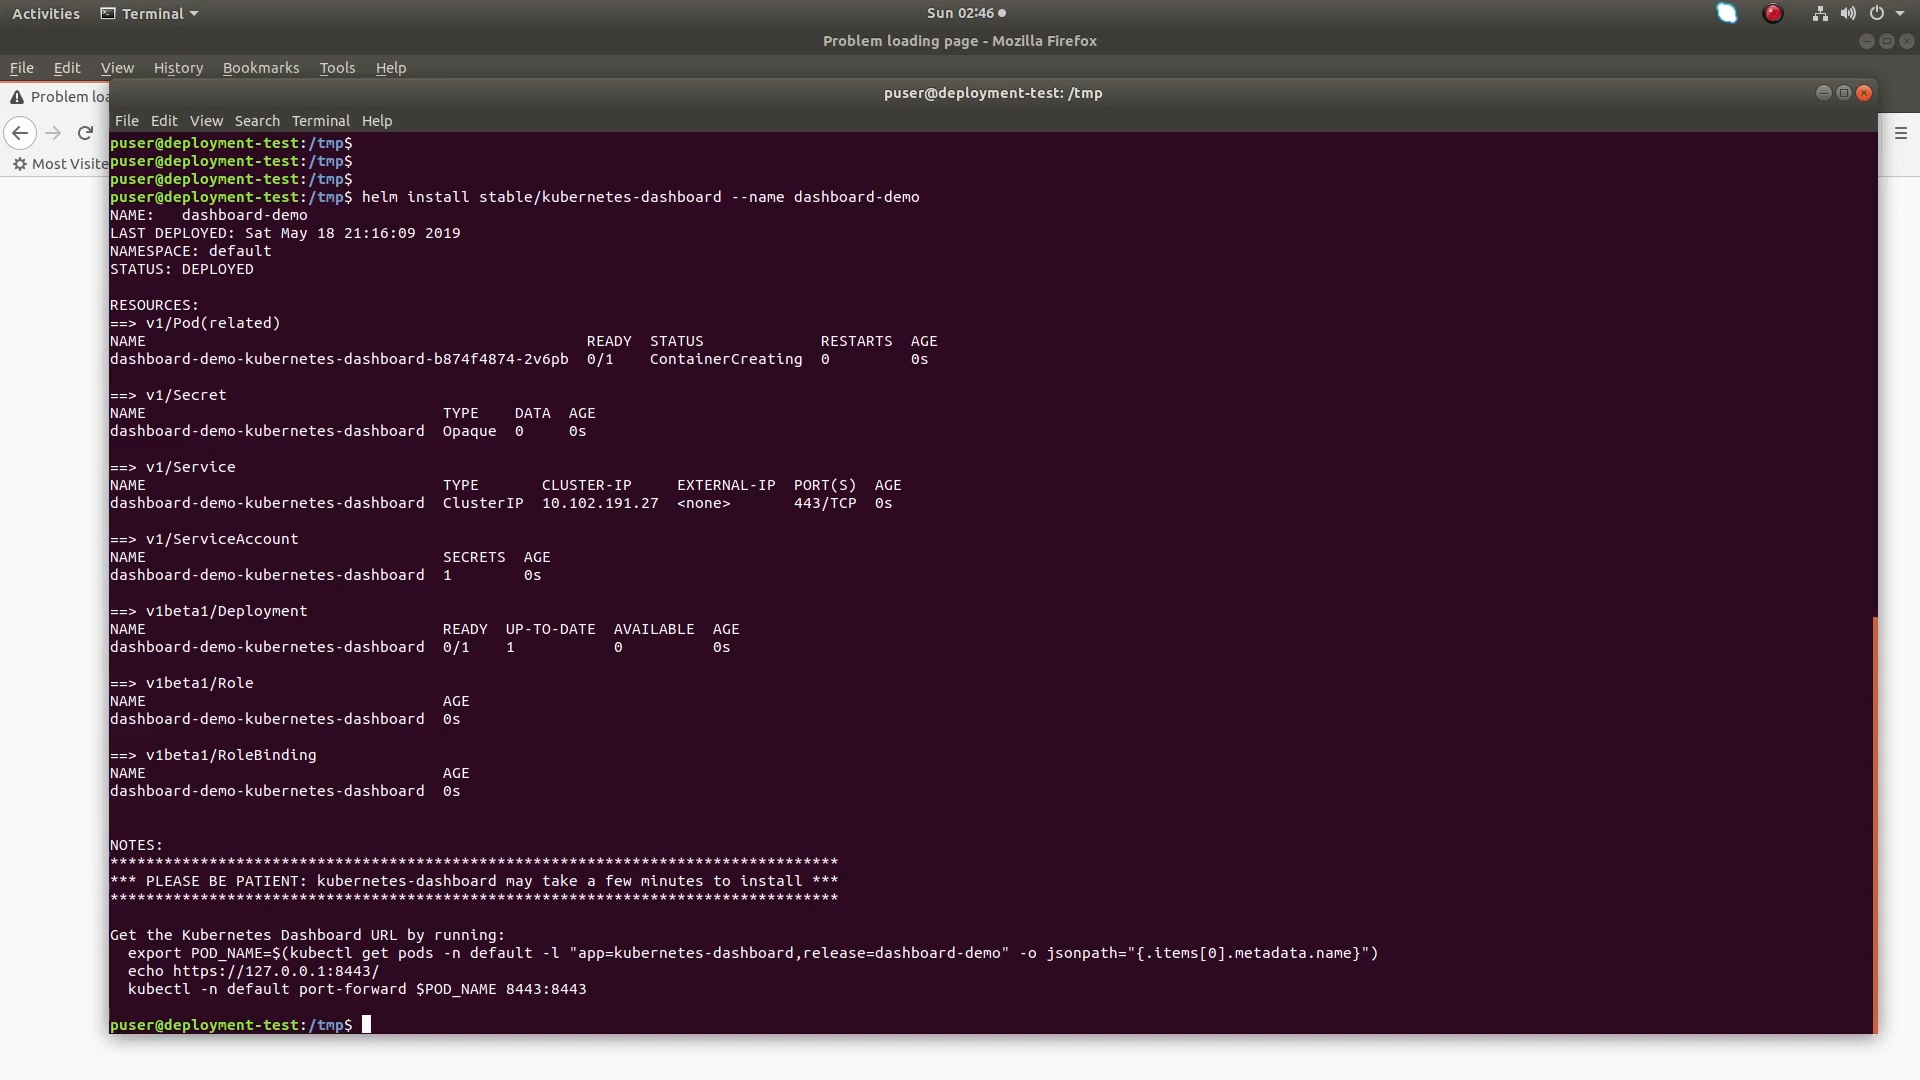 Activities Terminal Sun 02:46
Problem loading page - Mozilla Firefox
File Edit View History Bookmarks Tools Help
Problem loa
puser@deployment-test: /tmp
File Edit View Search Terminal Help
Most Visite
puser@deployment-test:/tmp$
puser@deployment-test:/tmp$
puser@deployment-test:/tmp$
puser@deployment-test:/tmp$ helm install stable/kubernetes-dashboard --name dashboard-demo
NAME:   dashboard-demo
LAST DEPLOYED: Sat May 18 21:16:09 2019
NAMESPACE: default
STATUS: DEPLOYED
RESOURCES:
==> v1/Pod(related)
NAME                                                 READY  STATUS             RESTARTS  AGE
dashboard-demo-kubernetes-dashboard-b874f4874-2v6pb  0/1    ContainerCreating  0         0s
==> v1/Secret
NAME                                 TYPE    DATA  AGE
dashboard-demo-kubernetes-dashboard  Opaque  0     0s
==> v1/Service
NAME                                 TYPE       CLUSTER-IP     EXTERNAL-IP  PORT(S)  AGE
dashboard-demo-kubernetes-dashboard  ClusterIP  10.102.191.27  <none>       443/TCP  0s
==> v1/ServiceAccount
NAME                                 SECRETS  AGE
dashboard-demo-kubernetes-dashboard  1        0s
==> v1beta1/Deployment
NAME                                 READY  UP-TO-DATE  AVAILABLE  AGE
dashboard-demo-kubernetes-dashboard  0/1    1           0          0s
==> v1beta1/Role
NAME                                 AGE
dashboard-demo-kubernetes-dashboard  0s
==> v1beta1/RoleBinding
NAME                                 AGE
dashboard-demo-kubernetes-dashboard  0s
NOTES:
*********************************************************************************
*** PLEASE BE PATIENT: kubernetes-dashboard may take a few minutes to install ***
*********************************************************************************
Get the Kubernetes Dashboard URL by running:
  export POD_NAME=$(kubectl get pods -n default -l "app=kubernetes-dashboard,release=dashboard-demo" -o jsonpath="{.items[0].metadata.name}")
  echo https://127.0.0.1:8443/
  kubectl -n default port-forward $POD_NAME 8443:8443
puser@deployment-test:/tmp$